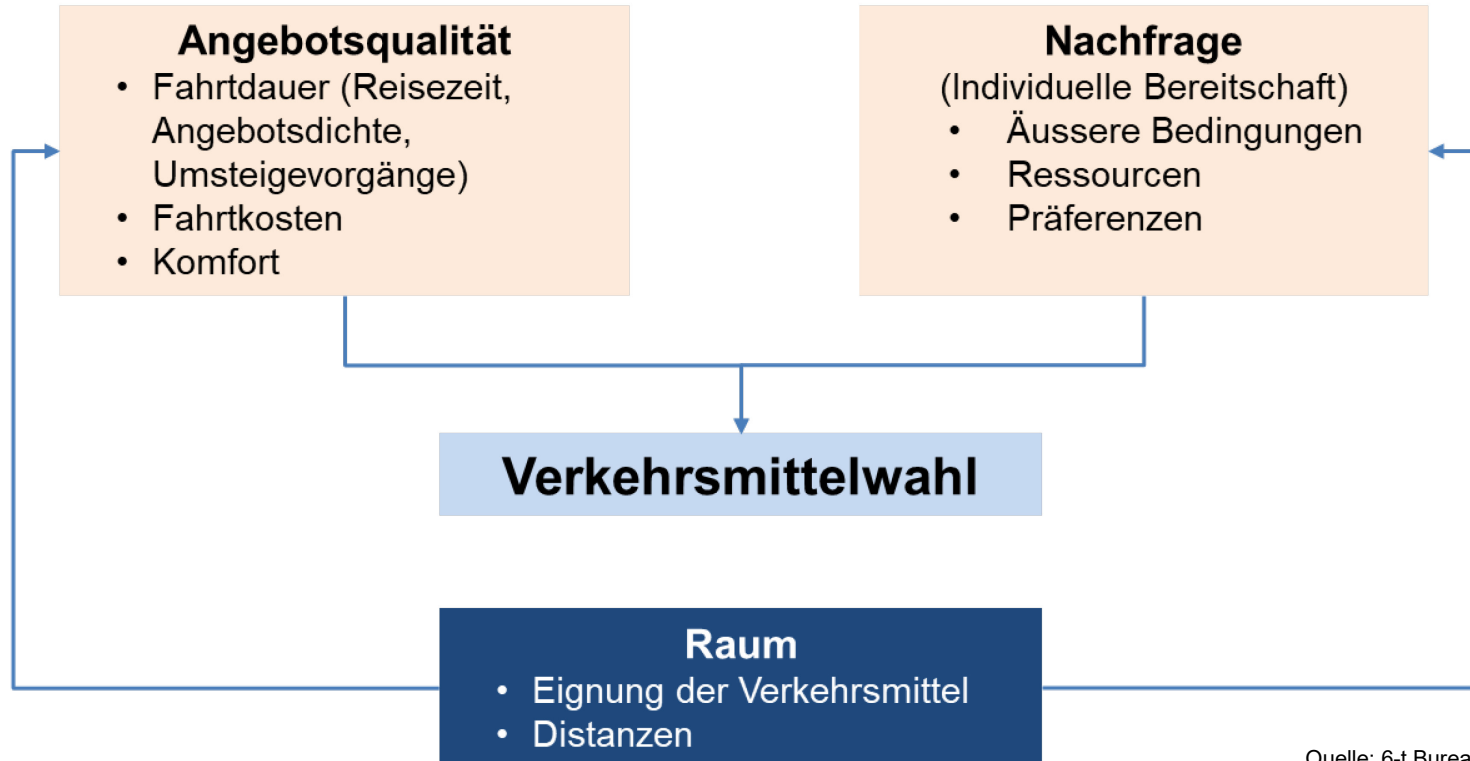 Angebotsqualität
• Fahrtdauer (Reisezeit,
Angebotsdichte,
Umsteigevorgänge)
• Fahrtkosten
• Komfort
Nachfrage
(Individuelle Bereitschaft)
• Äussere Bedingungen
• Ressourcen
• Präferenzen
Verkehrsmittelwahl
Raum
• Eignung der Verkehrsmittel
• Distanzen
Quelle: 6-t Burea